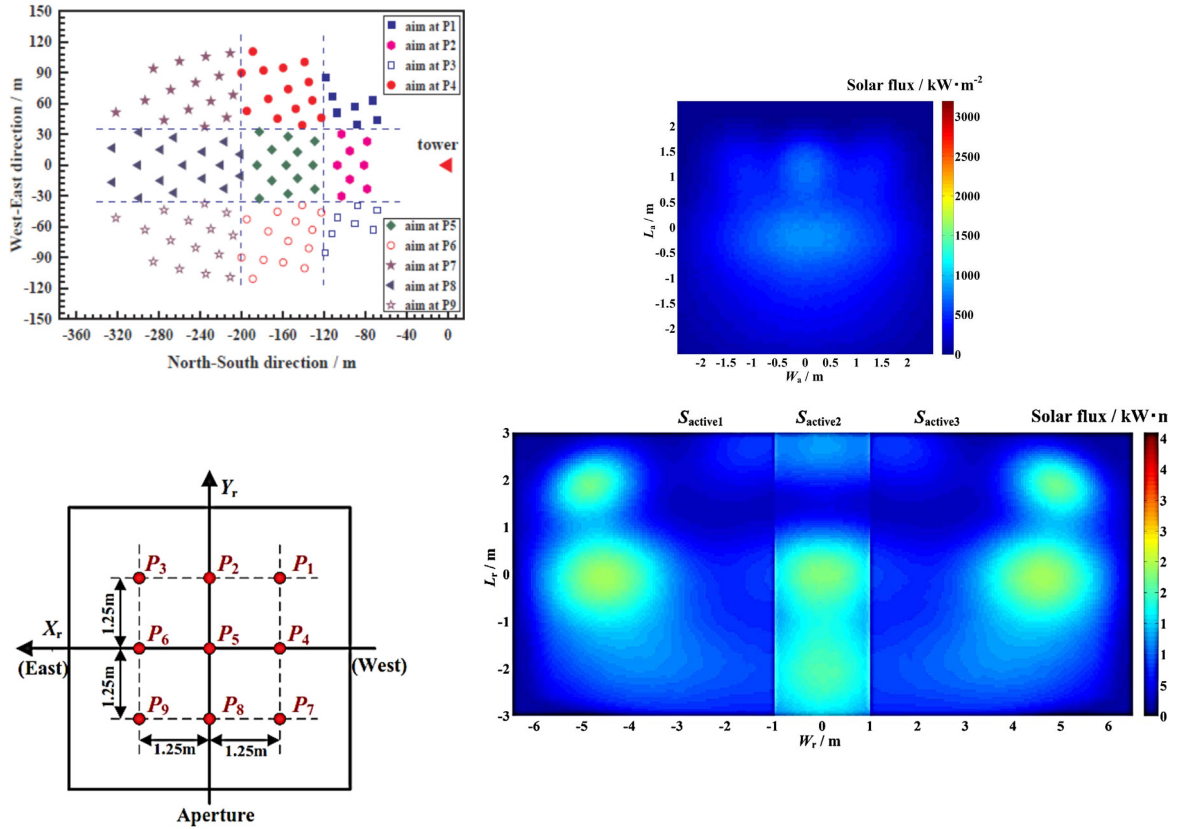 150
120
90
60
30
0
-30
-60
-90
-120
-150
West-East direction / m
-360 -320 -280 -240 -200 -160 -120 -80 -40 0
North-South direction / m
aim at P1
aim at P2
aim at P3
aim at P4
tower
aim at P5
aim at P6
aim at P7
aim at P8
aim at P9
Solar flux / kW·m-2
2
1.5
1
0.5
0
-0.5
-1
-1.5
-2
La / m
-2 -1.5 -1 -0.5 0 0.5 1 1.5 2
Wa / m
3000
2500
2000
1500
1000
500
0
Yr
P3 P2 P1
1.25m
Xr P6 P5 P4
(East) (West)
1.25m
P9 P8 P7
1.25m 1.25m
Aperture
Sactive1 Sactive2 Sactive3 Solar flux / kW·n
3
2
1
0
-1
-2
-3
Lr / m
-6 -5 -4 -3 -2 -1 0 1 2 3 4 5 6
Wr / m
4
3
3
2
2
1
1
5
0